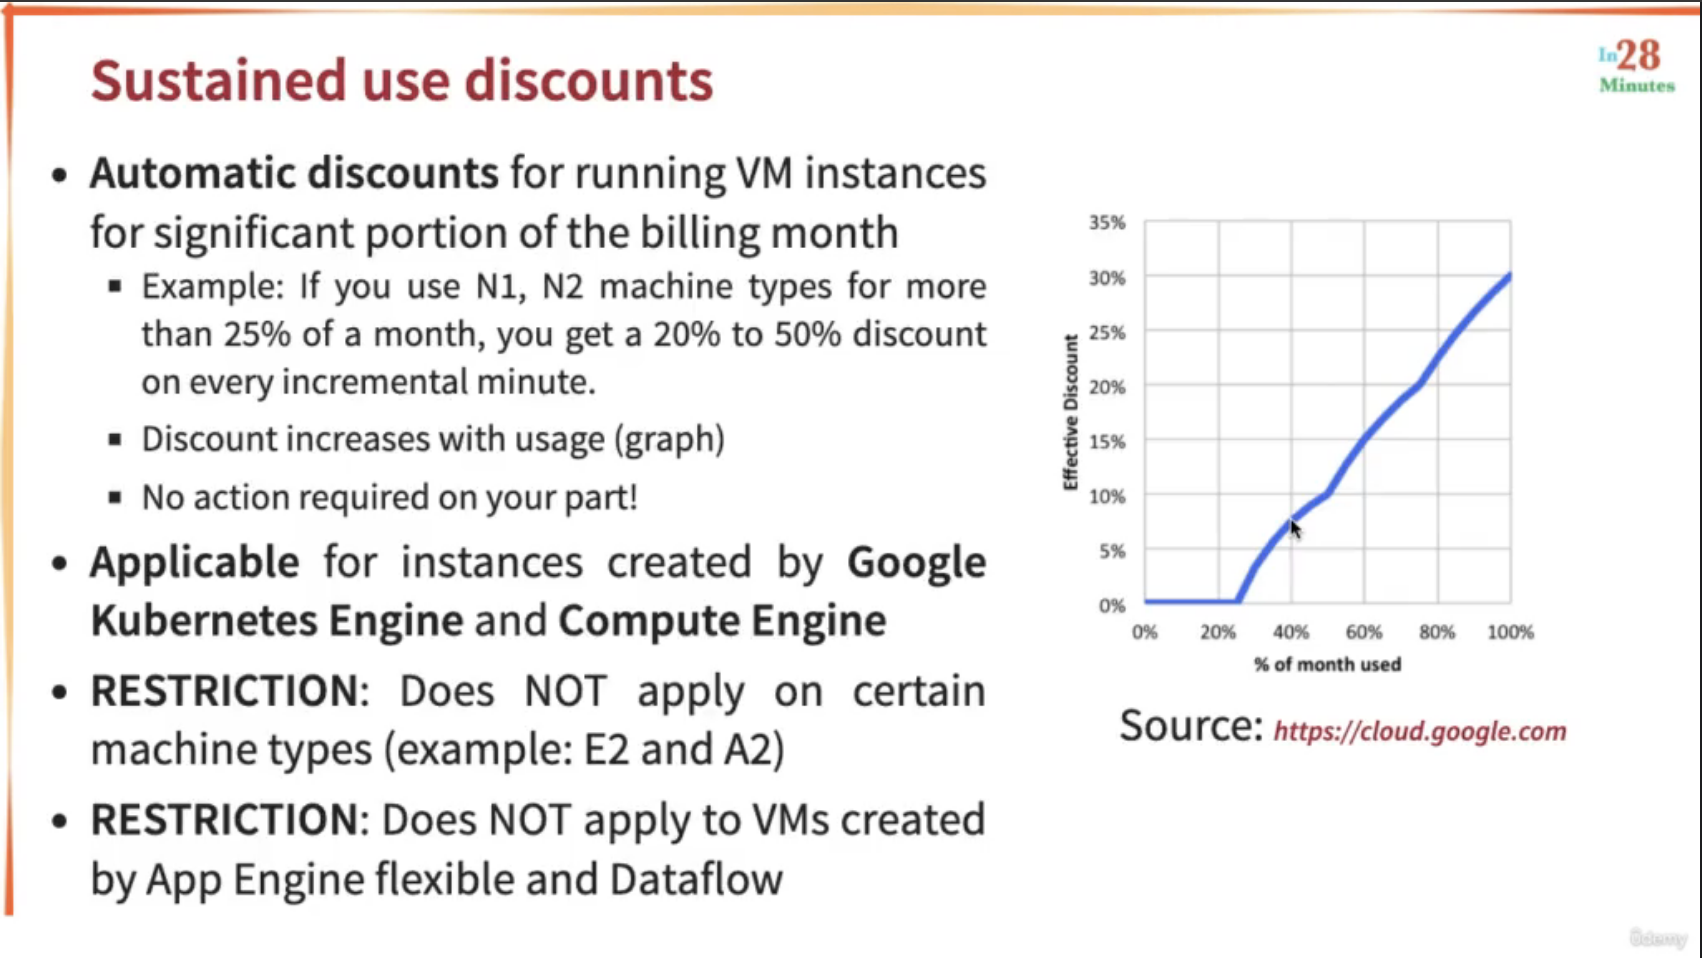 Sustained use discounts
In28
Minutes
• Automatic discounts for running VM instances
for significant portion of the billing month
▪ Example: If you use N1, N2 machine types for more
than 25% of a month, you get a 20% to 50% discount
on every incremental minute.
▪ Discount increases with usage (graph)
▪ No action required on your part!
• Applicable for instances created by Google
Kubernetes Engine and Compute Engine
• RESTRICTION: Does NOT apply on certain
machine types (example: E2 and A2)
• RESTRICTION: Does NOT apply to VMs created
by App Engine flexible and Dataflow
35%
30%
25%
20%
15%
10%
5%
0%
Effective Discount
0% 20% 40% 60% 80% 100%
% of month used
Source: https://cloud.google.com
ûdemy